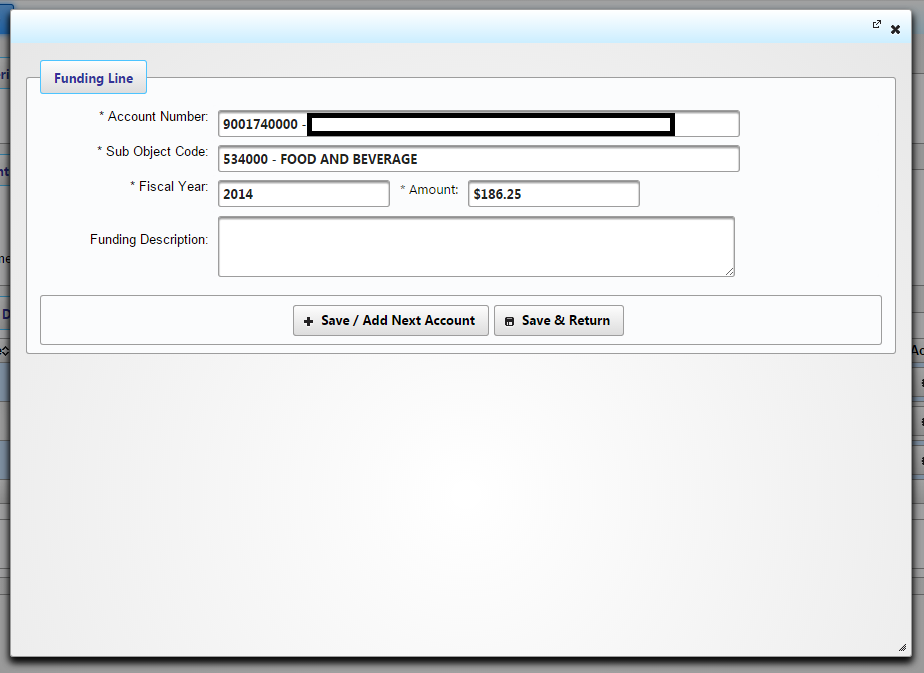 Funding Line
* Account Number: 9001740000 -
* Sub Object Code: 534000 - FOOD AND BEVERAGE
* Fiscal Year: 2014 * Amount: $186.25
Funding Description:
Save / Add Next Account Save & Return